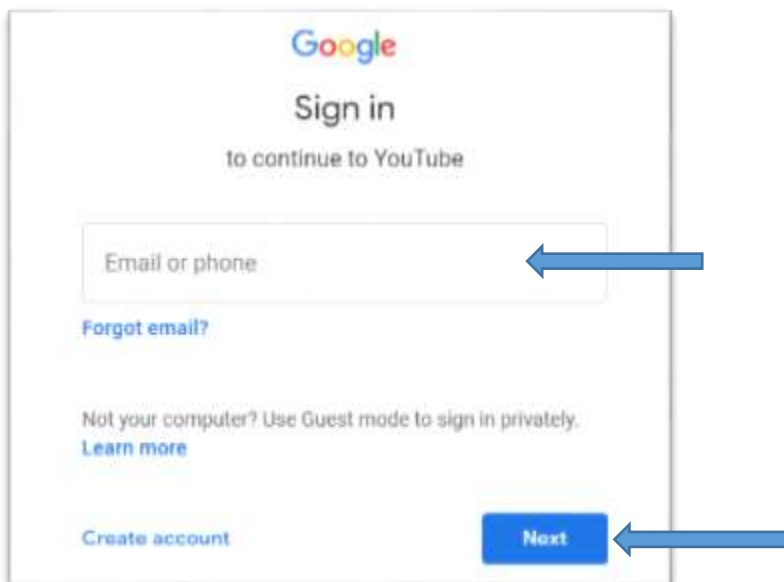 Google
Sign in
to continue to YouTube
Email or phone
Forgot email?
Not your computer? Use Guest mode to sign in privately.
Learn more
Create account
Next